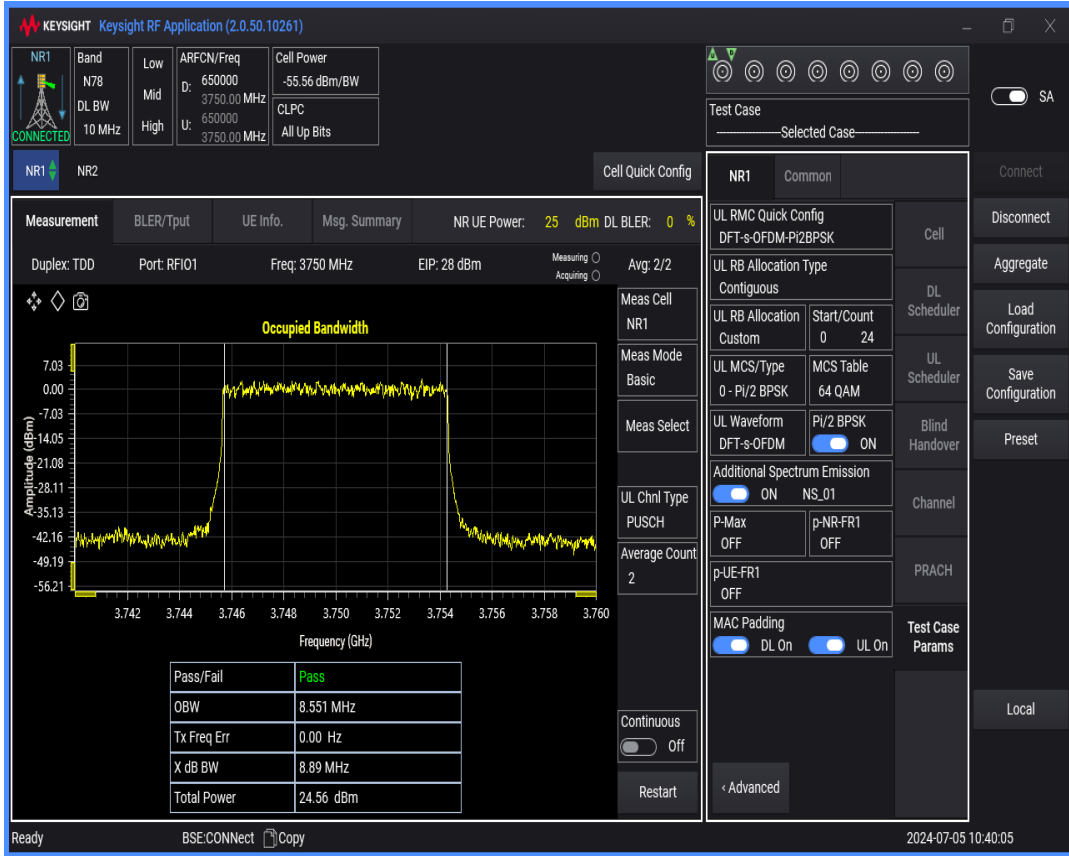 KEYSIGHT Keysight RF Application (2.0.50.10261)
NR1
CONNECTED
Band
N78
DL BW
10 MHz
Low
Mid
High
ARFCN/Freq
D: 650000
3750.00 MHz
U: 650000
3750.00 MHz
Cell Power
-55.56 dBm/BW
CLPC
All Up Bits
U D
Test Case
Selected Case
SA
NR1 NR2 Cell Quick Config
NR1 Common
Connect
Disconnect
Aggregate
Load
Configuration
Save
Configuration
Preset
Local
Measurement BLER/Tput UE Info. Msg. Summary NR UE Power: 25 dBm DL BLER: 0 %
Duplex: TDD Port: RFIO1 Freq: 3750 MHz EIP: 28 dBm Measuring Avg: 2/2
Acquiring
Occupied Bandwidth
Amplitude (dBm)
7.03
0.00
-7.03
-14.05
-21.08
-28.11
-35.13
-42.16
-49.19
-56.21
3.742 3.744 3.746 3.748 3.750 3.752 3.754 3.756 3.758 3.760
Frequency (GHz)
Pass/Fail Pass
OBW 8.551 MHz
Tx Freq Err 0.00 Hz
X dB BW 8.89 MHz
Total Power 24.56 dBm
Meas Cell
NR1
Meas Mode
Basic
Meas Select
UL Chnl Type
PUSCH
Average Count
2
Continuous
Off
Restart
UL RMC Quick Config
DFT-s-OFDM-Pi2BPSK
UL RB Allocation Type
Contiguous
UL RB Allocation Start/Count
Custom 0 24
UL MCS/Type MCS Table
0 - Pi/2 BPSK 64 QAM
UL Waveform Pi/2 BPSK
DFT-s-OFDM ON
Additional Spectrum Emission
ON NS_01
P-Max p-NR-FR1
OFF OFF
p-UE-FR1
OFF
MAC Padding
DL On UL On
‹ Advanced
Cell
DL
Scheduler
UL
Scheduler
Blind
Handover
Channel
PRACH
Test Case
Params
Ready BSE:CONNect Copy 2024-07-05 10:40:05